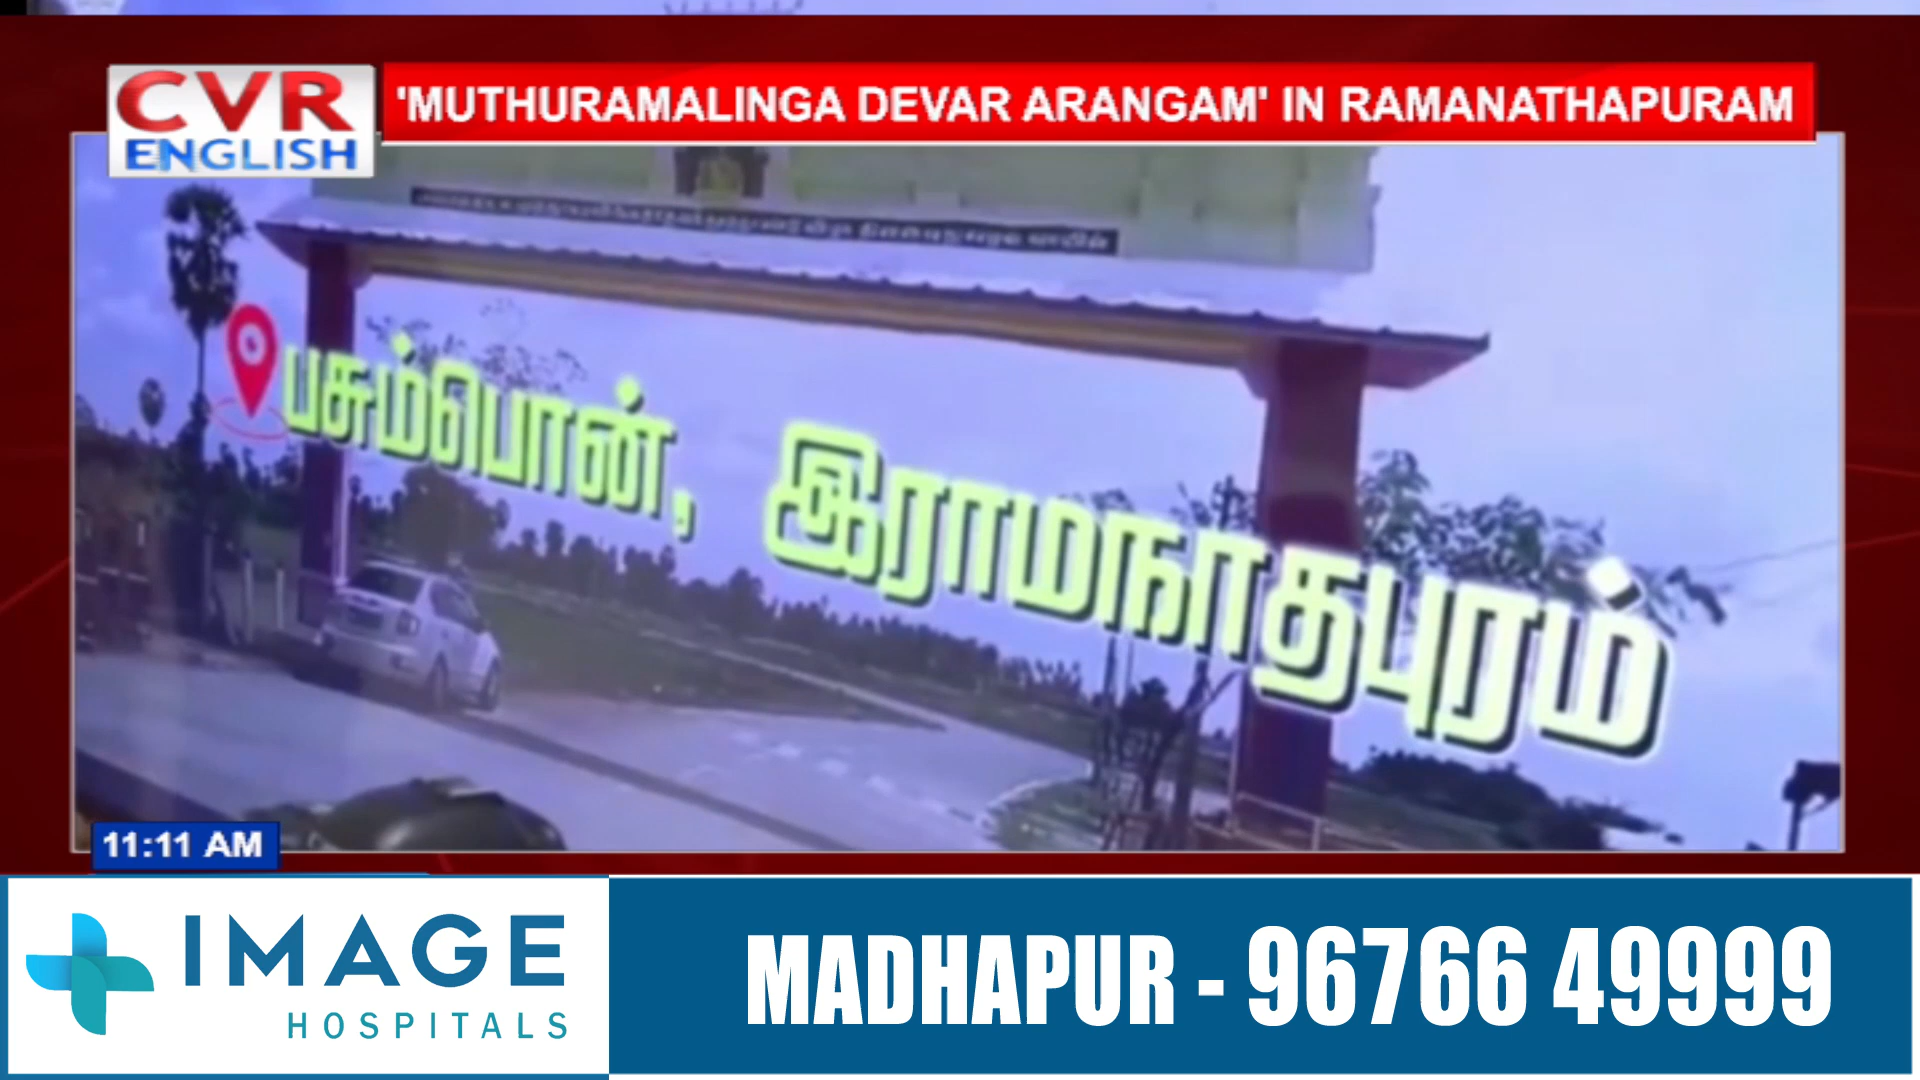 CVR
ENGLISH
'MUTHURAMALINGA DEVAR ARANGAM' IN RAMANATHAPURAM
பசும்பொன், இராமநாதபுரம்
11:11 AM
IMAGE
HOSPITALS
MADHAPUR - 96766 49999